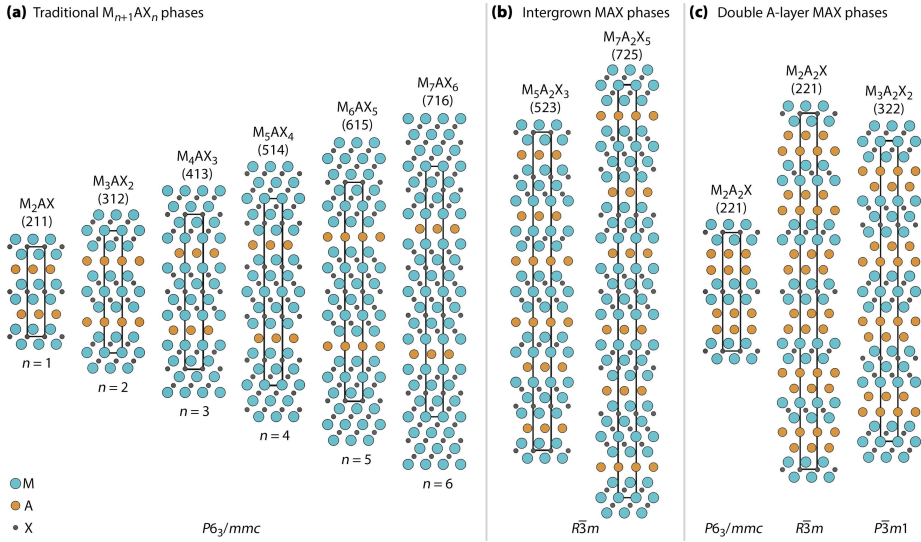 (a) Traditional Mₙ₊₁AXₙ phases
M₂AX
(211)
n = 1
M₃AX₂
(312)
n = 2
M₄AX₃
(413)
n = 3
M₅AX₄
(514)
n = 4
M₆AX₅
(615)
n = 5
M₇AX₆
(716)
n = 6
M
A
X
P6₃/mmc
(b) Intergrown MAX phases
M₅A₂X₃
(523)
M₇A₂X₅
(725)
R3̅m
(c) Double A-layer MAX phases
M₂A₂X
(221)
M₂A₂X
(221)
M₃A₂X₂
(322)
P6₃/mmc
R3̅m
P3̅m1